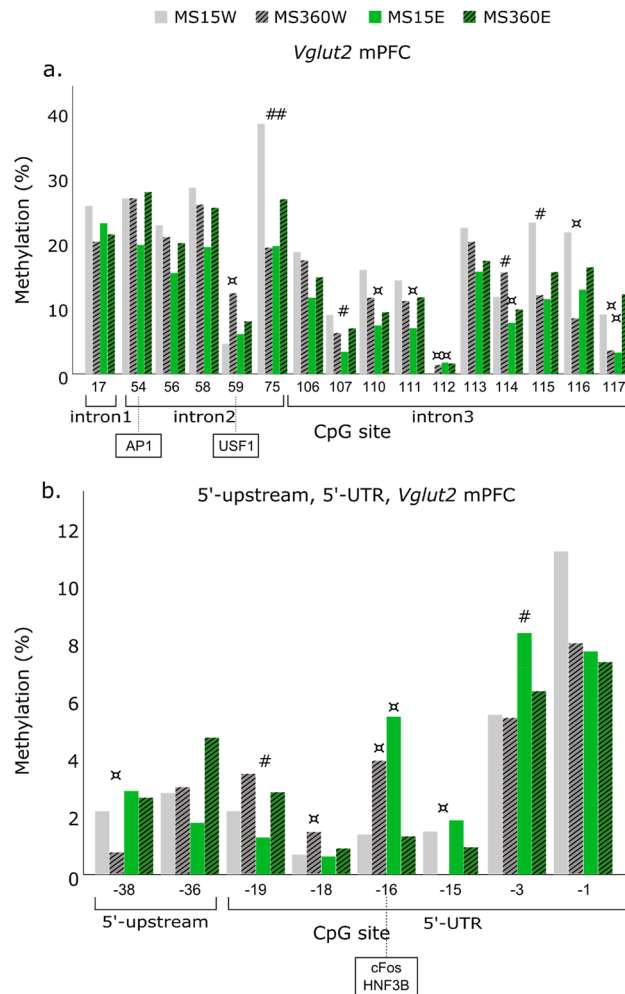 MS15W MS360W MS15E MS360E
Vglut2 mPFC
a.
Methylation (%)
40
30
20
10
0
## ¤ # ¤ ¤ ¤¤ # ¤ # ¤ ¤ ¤
17 54 56 58 59 75 106 107 110 111 112 113 114 115 116 117
intron1 intron2 intron3
CpG site
AP1 USF1
b.
5'-upstream, 5'-UTR, Vglut2 mPFC
Methylation (%)
12
10
8
6
4
2
0
¤ # ¤ ¤ ¤ ¤ #
-38 -36 -19 -18 -16 -15 -3 -1
5'-upstream 5'-UTR
CpG site
cFos
HNF3B